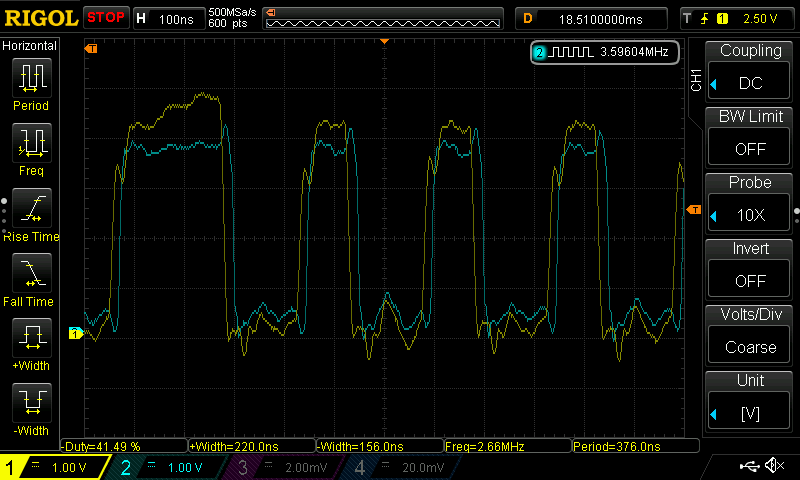 RIGOL STOP H 100ns 500MSa/s 600 pts D 18.5100000ms T 1 2.50 V
Horizontal
Period
Freq
Rise Time
Fall Time
+Width
-Width
T
2 3.59604MHz
T
1
CH1
Coupling
DC
BW Limit
OFF
Probe
10X
Invert
OFF
Volts/Div
Coarse
Unit
[V]
-Duty=41.49 % +Width=220.0ns -Width=156.0ns Freq=2.66MHz Period=376.0ns
1 1.00 V 2 1.00 V 3 2.00mV 4 20.0mV